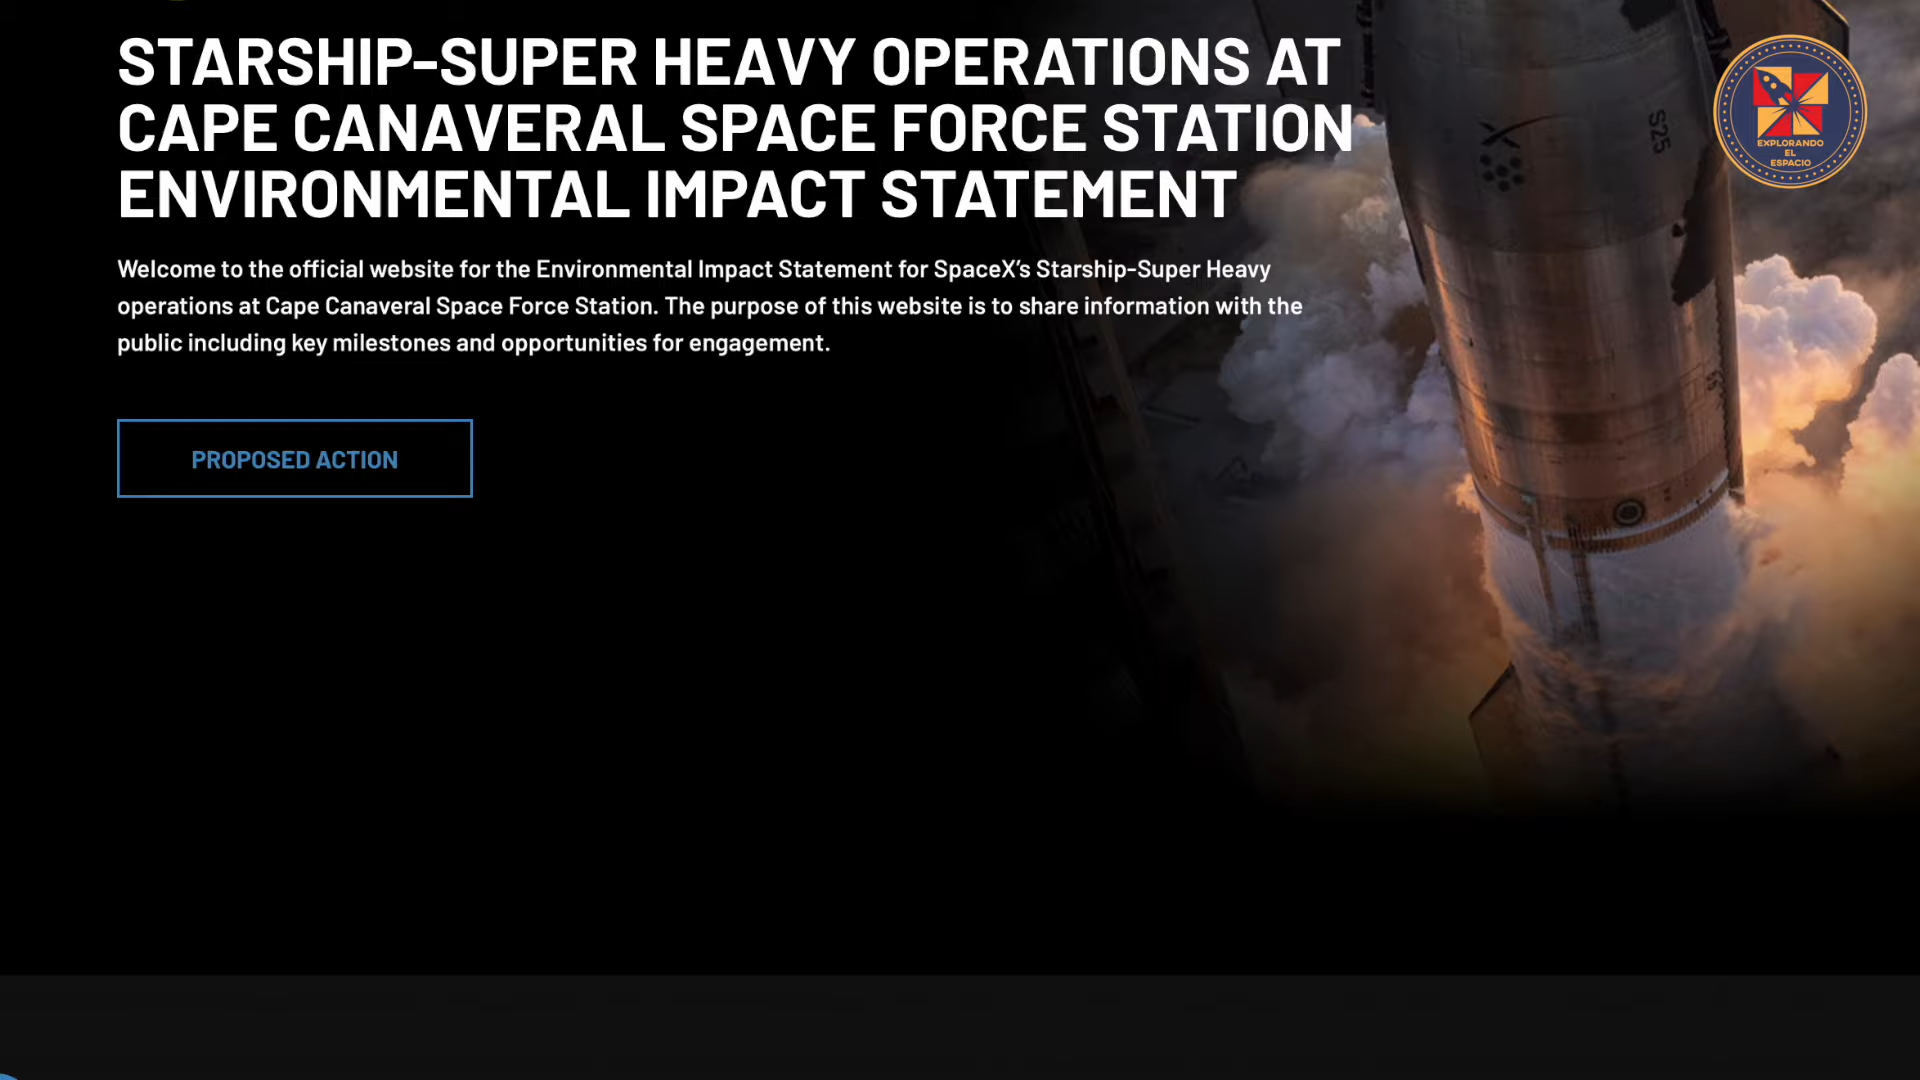 STARSHIP-SUPER HEAVY OPERATIONS AT
CAPE CANAVERAL SPACE FORCE STATION
ENVIRONMENTAL IMPACT STATEMENT
Welcome to the official website for the Environmental Impact Statement for SpaceX’s Starship-Super Heavy
operations at Cape Canaveral Space Force Station. The purpose of this website is to share information with the
public including key milestones and opportunities for engagement.
PROPOSED ACTION
S25
EXPLORANDO
EL
ESPACIO